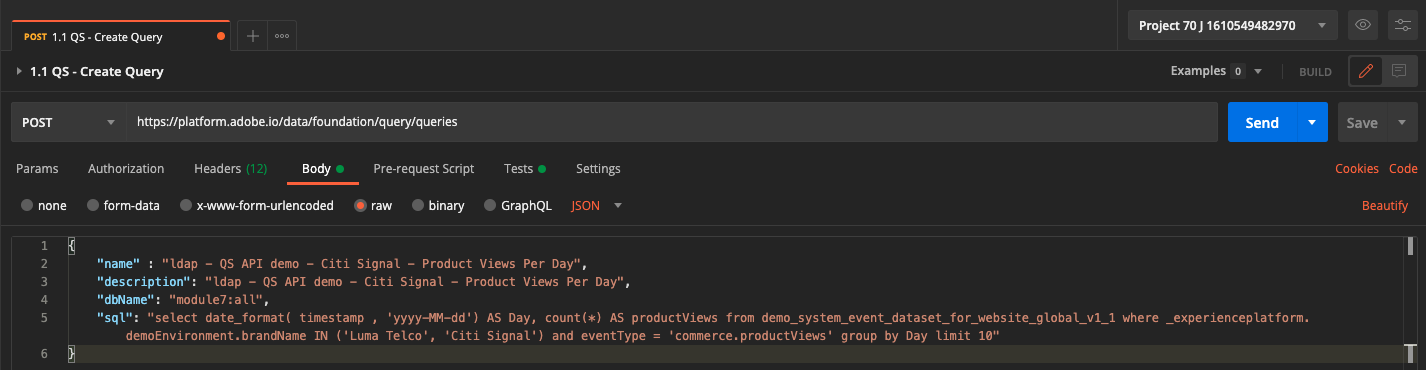 POST 1.1 QS - Create Query
Project 70 J 1610549482970
1.1 QS - Create Query
Examples 0
BUILD
POST
https://platform.adobe.io/data/foundation/query/queries
Send
Save
Params Authorization Headers (12) Body Pre-request Script Tests Settings Cookies Code
none form-data x-www-form-urlencoded raw binary GraphQL JSON Beautify
1 {
2 "name" : "ldap - QS API demo - Citi Signal - Product Views Per Day",
3 "description": "ldap - QS API demo - Citi Signal - Product Views Per Day",
4 "dbName": "module7:all",
5 "sql": "select date_format( timestamp , 'yyyy-MM-dd') AS Day, count(*) AS productViews from demo_system_event_dataset_for_website_global_v1_1 where _experienceplatform.
demoEnvironment.brandName IN ('Luma Telco', 'Citi Signal') and eventType = 'commerce.productViews' group by Day limit 10"
6 }